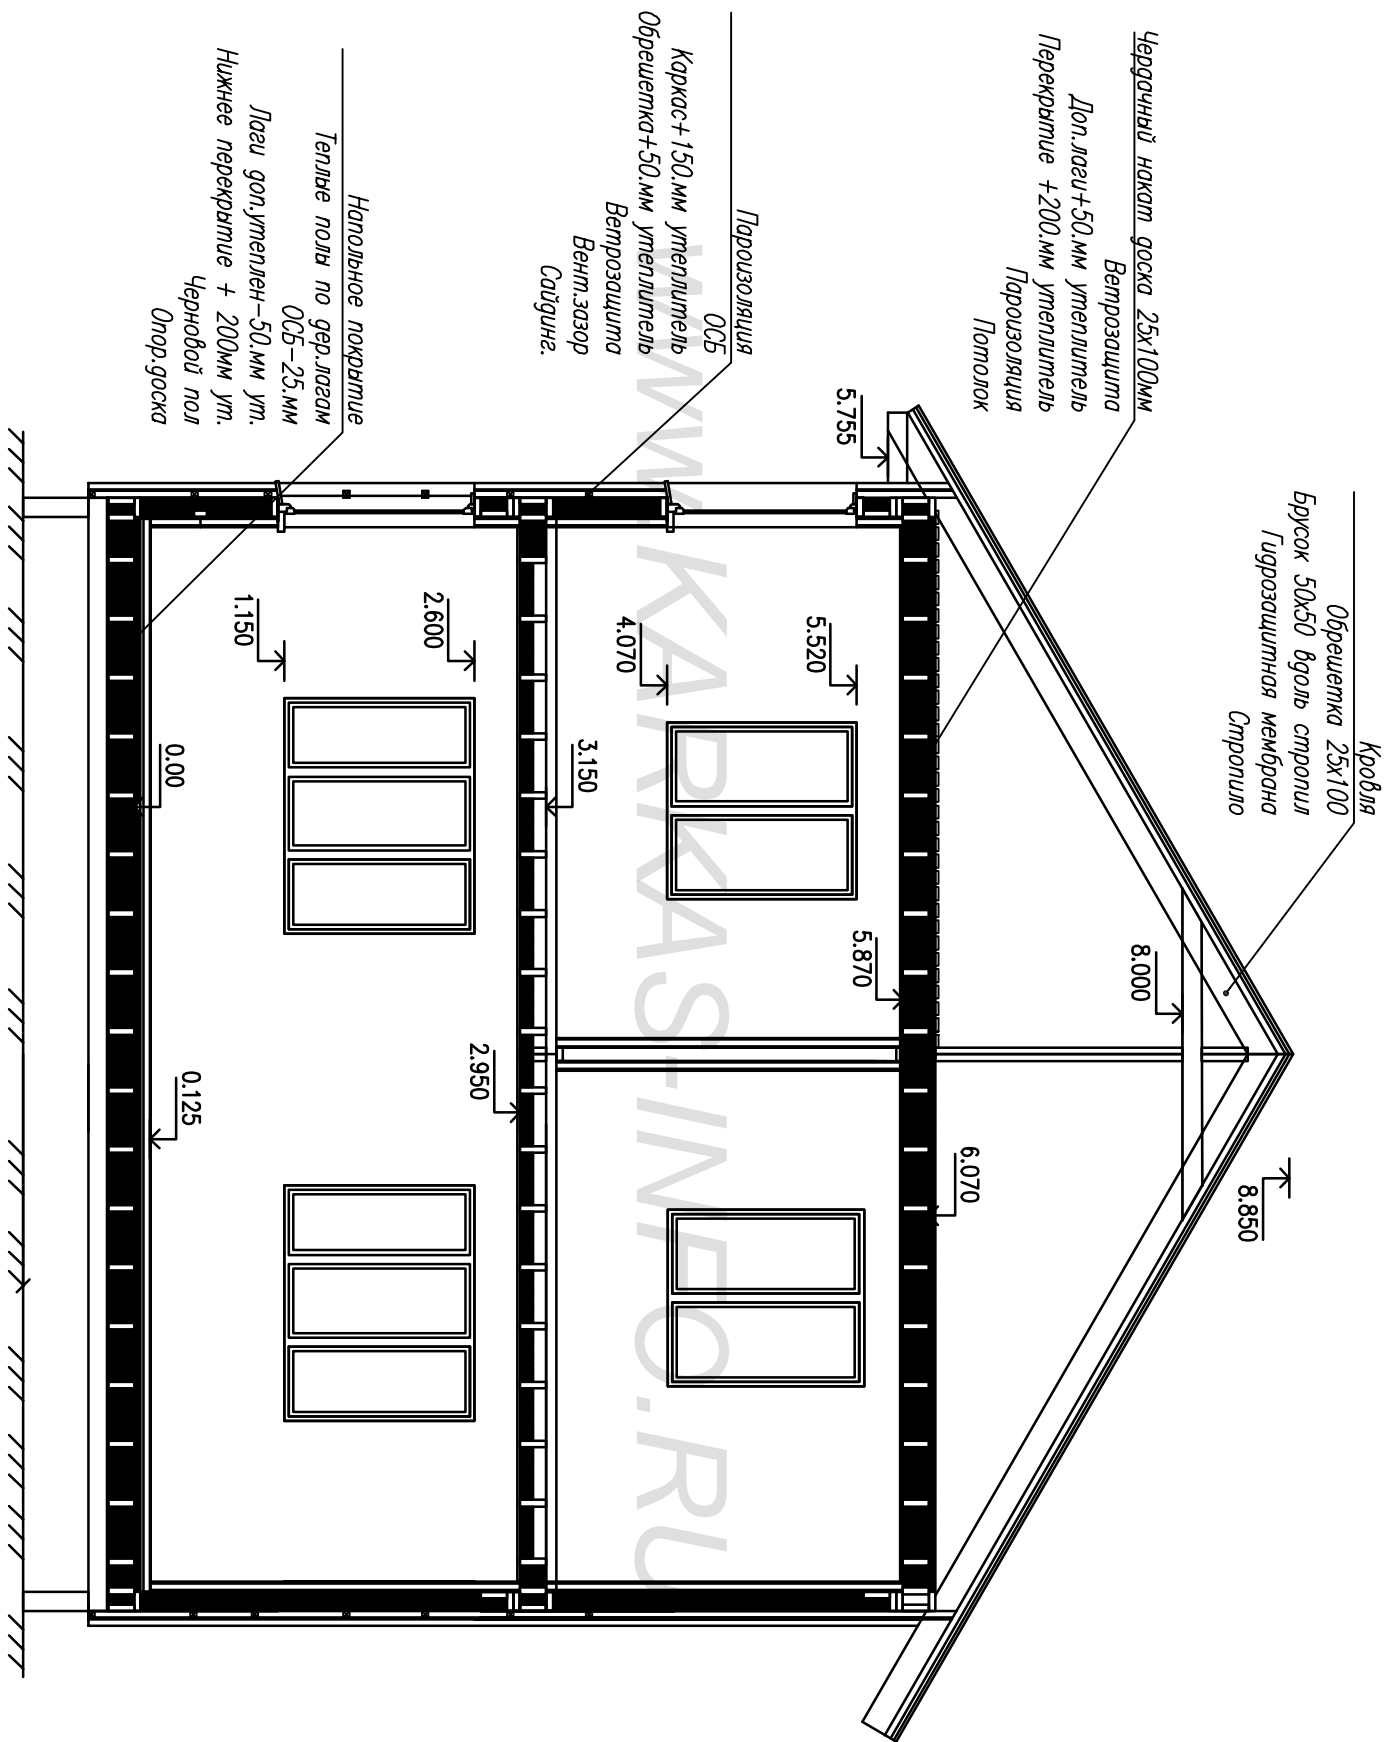 Кровля
Обрешетка 25х100
Брусок 50х50 вдоль стропил
Гидрозащитная мембрана
Стропило
Чердачный накат доска 25х100мм
Ветрозащита
Доп.лаги+50.мм утеплитель
Перекрытие +200.мм утеплитель
Пароизоляция
Потолок
Пароизоляция
ОСБ
Каркас+150.мм утеплитель
Обрешетка+50.мм утеплитель
Ветрозащита
Вент.зазор
Сайдинг.
Напольное покрытие
Теплые полы по дер.лагам
ОСБ-25.мм
Лаги доп.утеплен-50.мм ут.
Нижнее перекрытие + 200мм ут.
Черновой пол
Опор.доска
8.850
8.000
6.070
5.755
5.870
5.520
4.070
3.150
2.950
2.600
1.150
0.00
0.125
www.KARKAS-INFO.RU